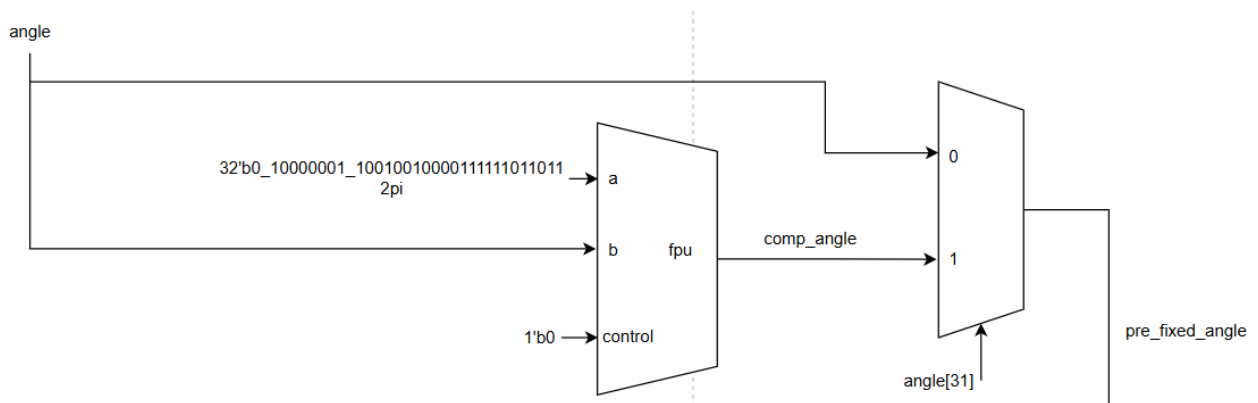 angle
32'b0_10000001_10010010000111111011011
2pi
a
b
fpu
1'b0
control
comp_angle
0
1
angle[31]
pre_fixed_angle